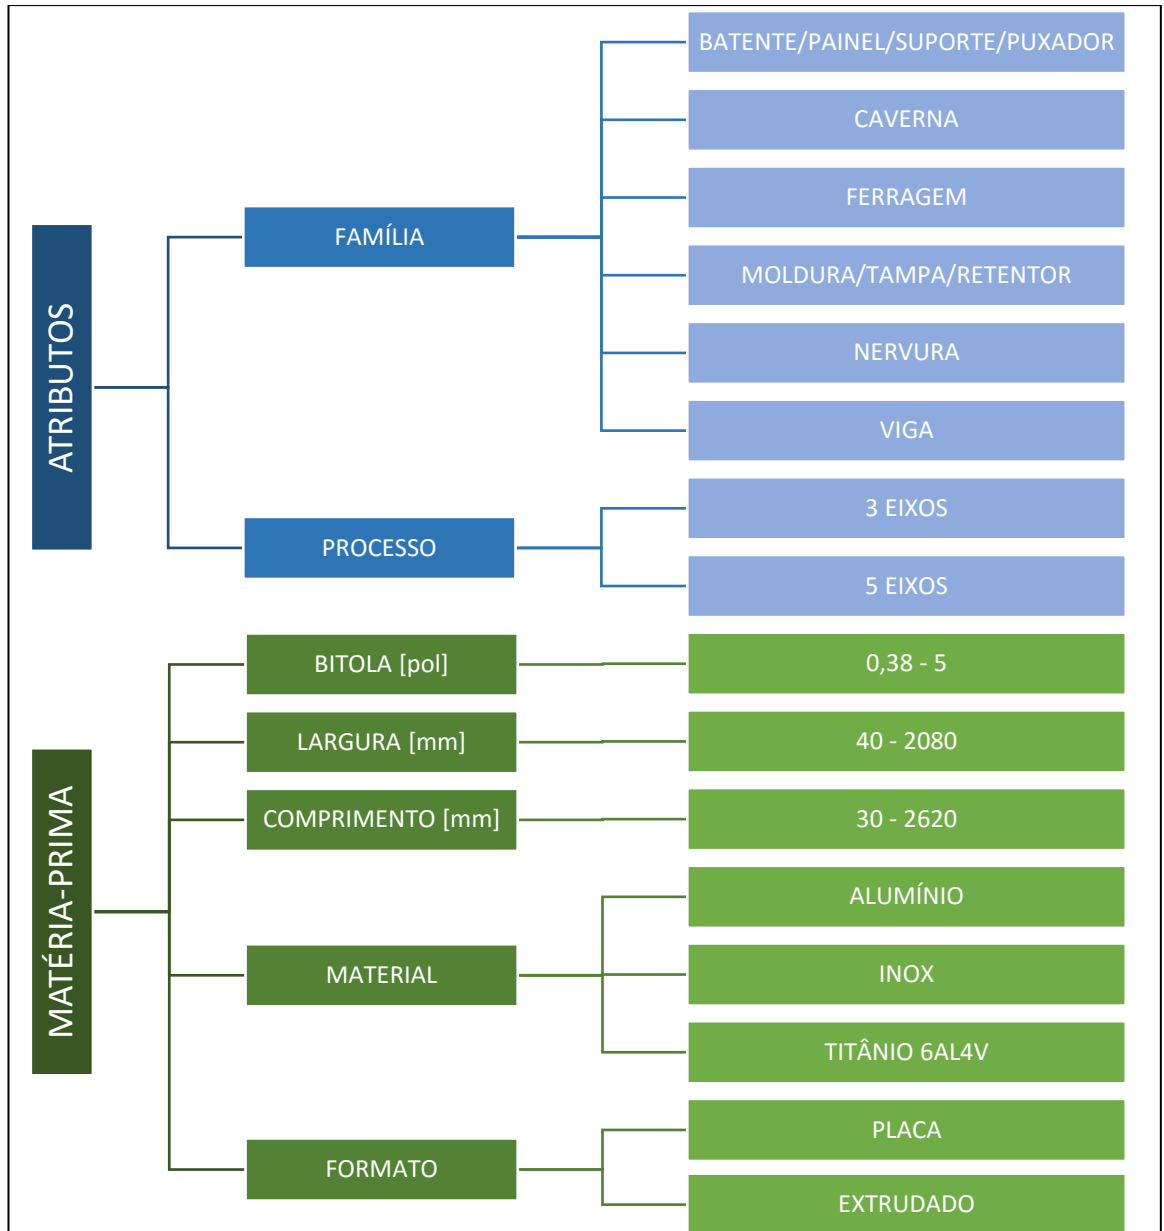 ATRIBUTOS
FAMÍLIA
BATENTE/PAINEL/SUPORTE/PUXADOR
CAVERNA
FERRAGEM
MOLDURA/TAMPA/RETENTOR
NERVURA
VIGA
PROCESSO
3 EIXOS
5 EIXOS
MATÉRIA-PRIMA
BITOLA [pol]
0,38 - 5
LARGURA [mm]
40 - 2080
COMPRIMENTO [mm]
30 - 2620
MATERIAL
ALUMÍNIO
INOX
TITÂNIO 6AL4V
FORMATO
PLACA
EXTRUDADO